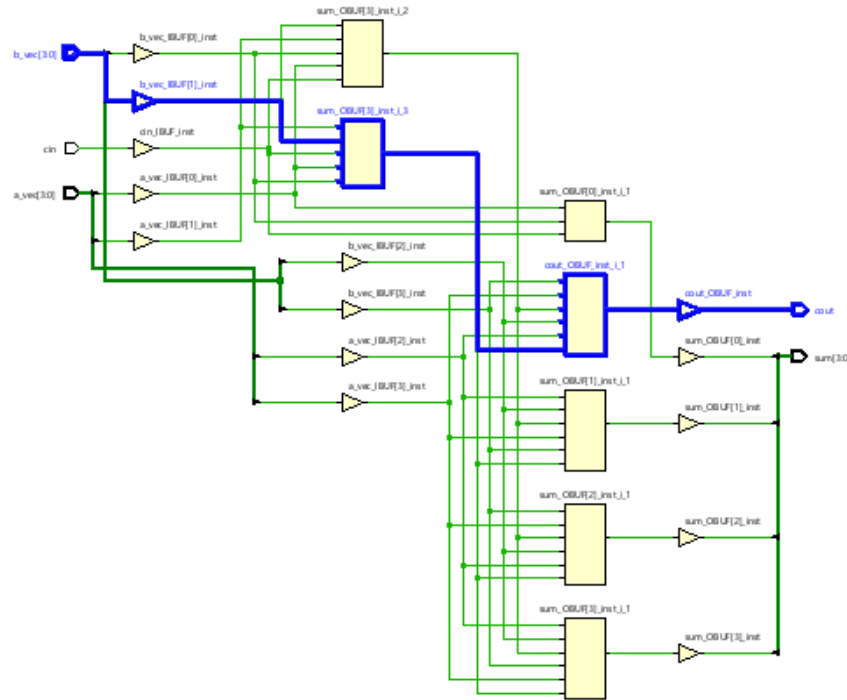 sum_OBUF[3]_inst_i_2
b_vec_IBUF[0]_inst
b_vec[3:0]
b_vec_IBUF[1]_inst
sum_OBUF[3]_inst_i_3
cin_IBUF_inst
cin
a_vec_IBUF[0]_inst
a_vec[3:0]
sum_OBUF[0]_inst_i_1
a_vec_IBUF[1]_inst
b_vec_IBUF[2]_inst
cout_OBUF_inst_i_1
b_vec_IBUF[3]_inst
cout_OBUF_inst
cout
a_vec_IBUF[2]_inst
sum_OBUF[0]_inst
sum[3:0
a_vec_IBUF[3]_inst
sum_OBUF[1]_inst_i_1
sum_OBUF[1]_inst
sum_OBUF[2]_inst_i_1
sum_OBUF[2]_inst
sum_OBUF[3]_inst_i_1
sum_OBUF[3]_inst